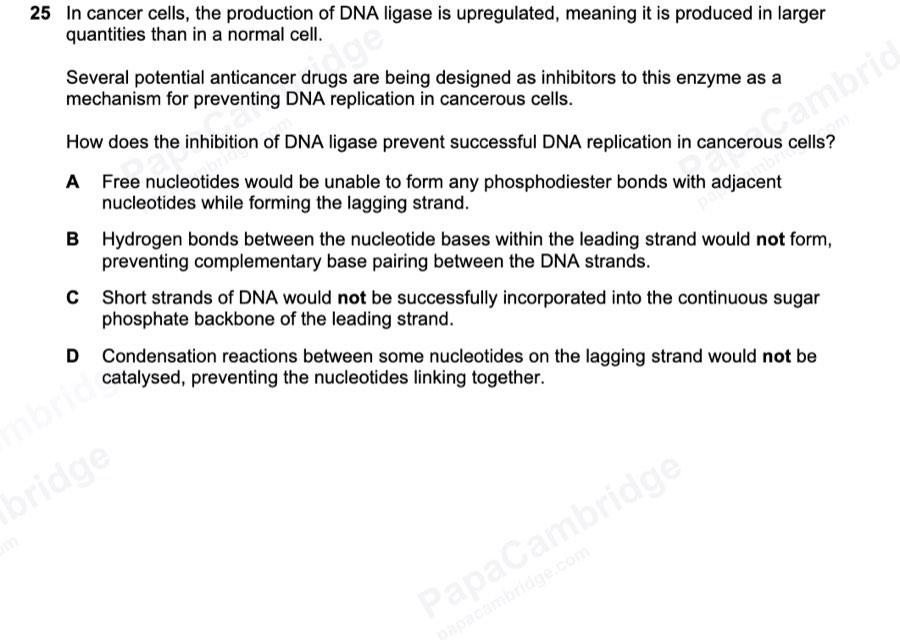 25 In cancer cells, the production of DNA ligase is upregulated, meaning it is produced in larger
quantities than in a normal cell.
Several potential anticancer drugs are being designed as inhibitors to this enzyme as a
mechanism for preventing DNA replication in cancerous cells.
How does the inhibition of DNA ligase prevent successful DNA replication in cancerous cells?
A Free nucleotides would be unable to form any phosphodiester bonds with adjacent
nucleotides while forming the lagging strand.
B Hydrogen bonds between the nucleotide bases within the leading strand would not form,
preventing complementary base pairing between the DNA strands.
C Short strands of DNA would not be successfully incorporated into the continuous sugar
phosphate backbone of the leading strand.
D Condensation reactions between some nucleotides on the lagging strand would not be
catalysed, preventing the nucleotides linking together.
PapaCambridge
papacambridge.com